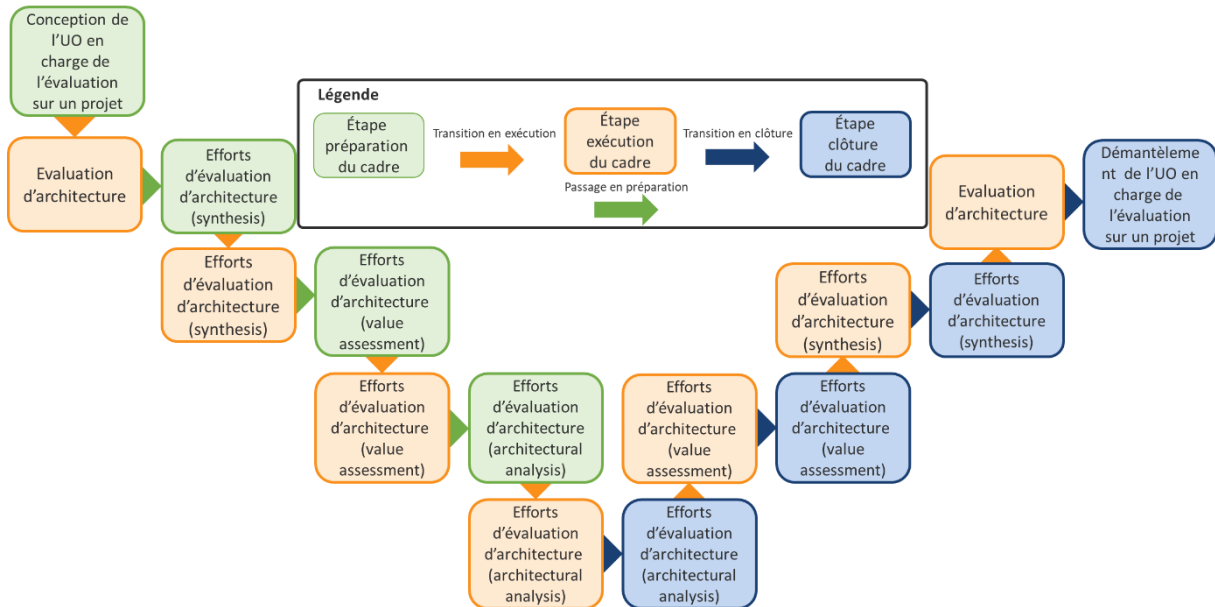 Conception de
l'UO en
charge de
l'évaluation
sur un projet
Evaluation
d'architecture
Efforts
d'évaluation
d'architecture
(synthesis)
Légende
Étape
préparation
du cadre
Transition en exécution
Étape
exécution
du cadre
Transition en clôture
Étape
clôture
du cadre
Passage en préparation
Evaluation
d'architecture
Démantèleme
nt de l'UO en
charge de
l'évaluation
sur un projet
Efforts
d'évaluation
d'architecture
(synthesis)
Efforts
d'évaluation
d'architecture
(value
assessment)
Efforts
d'évaluation
d'architecture
(synthesis)
Efforts
d'évaluation
d'architecture
(synthesis)
Efforts
d'évaluation
d'architecture
(value
assessment)
Efforts
d'évaluation
d'architecture
(architectural
analysis)
Efforts
d'évaluation
d'architecture
(value
assessment)
Efforts
d'évaluation
d'architecture
(value
assessment)
Efforts
d'évaluation
d'architecture
(architectural
analysis)
Efforts
d'évaluation
d'architecture
(architectural
analysis)